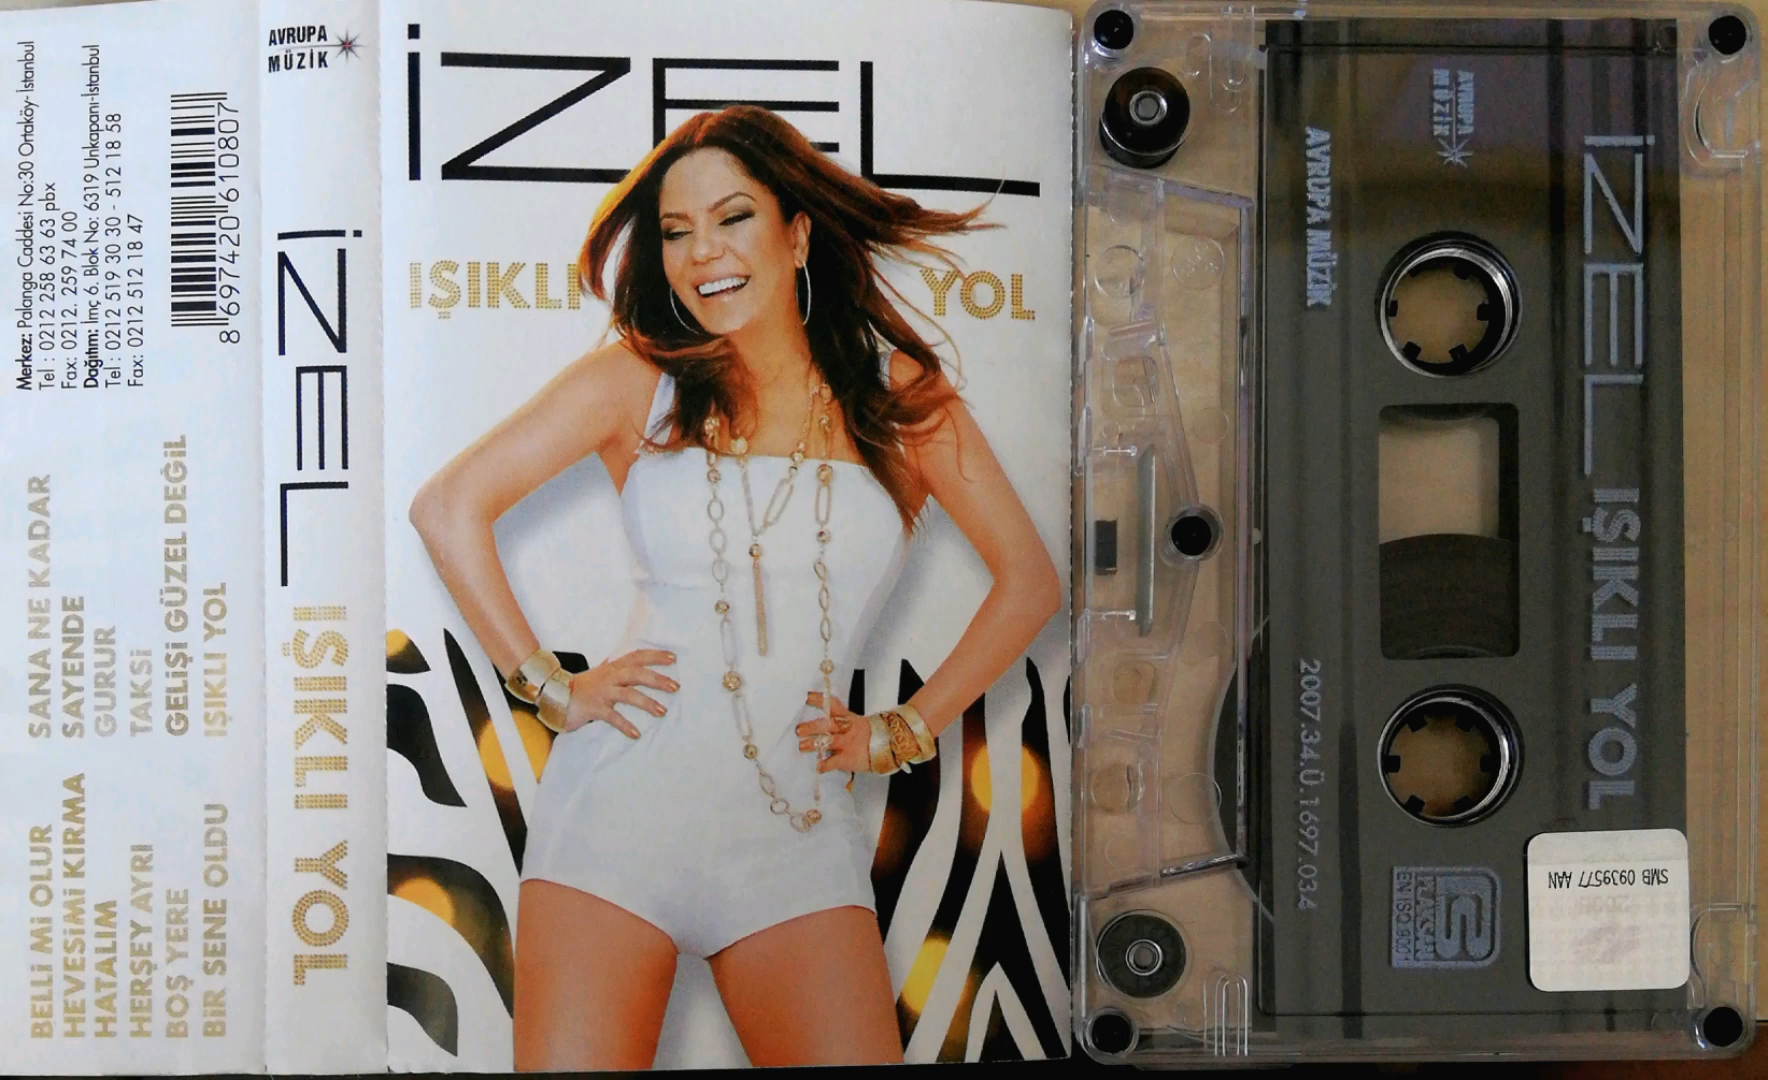 Merkez: Palanga Caddesi No:30 Ortaköy-İstanbul
Tel : 0212 258 63 63 pbx
Fax: 0212. 259 74 00
Dağıtım: İmç 6. Blok No: 6319 Unkapanı-İstanbul
Tel : 0212 519 30 30 - 512 18 58
Fax: 0212 512 18 47
8 697420 610807
BELLİ Mİ OLUR
HEVESİMİ KIRMA
HATALIM
HERŞEY AYRI
BOŞ YERE
BİR SENE OLDU
SANA NE KADAR
SAYENDE
GURUR
TAKSİ
GELİŞİ GÜZEL DEĞİL
IŞIKLI YOL
AVRUPA
MÜZİK
İZEL IŞIKLI YOL
İZEL
IŞIKLI YOL
AVRUPA
MÜZİK
İZEL IŞIKLI YOL
AVRUPA MÜZİK
2007.34.Ü.1697.034
EN ISO 9001
SMB 0939577 AAN